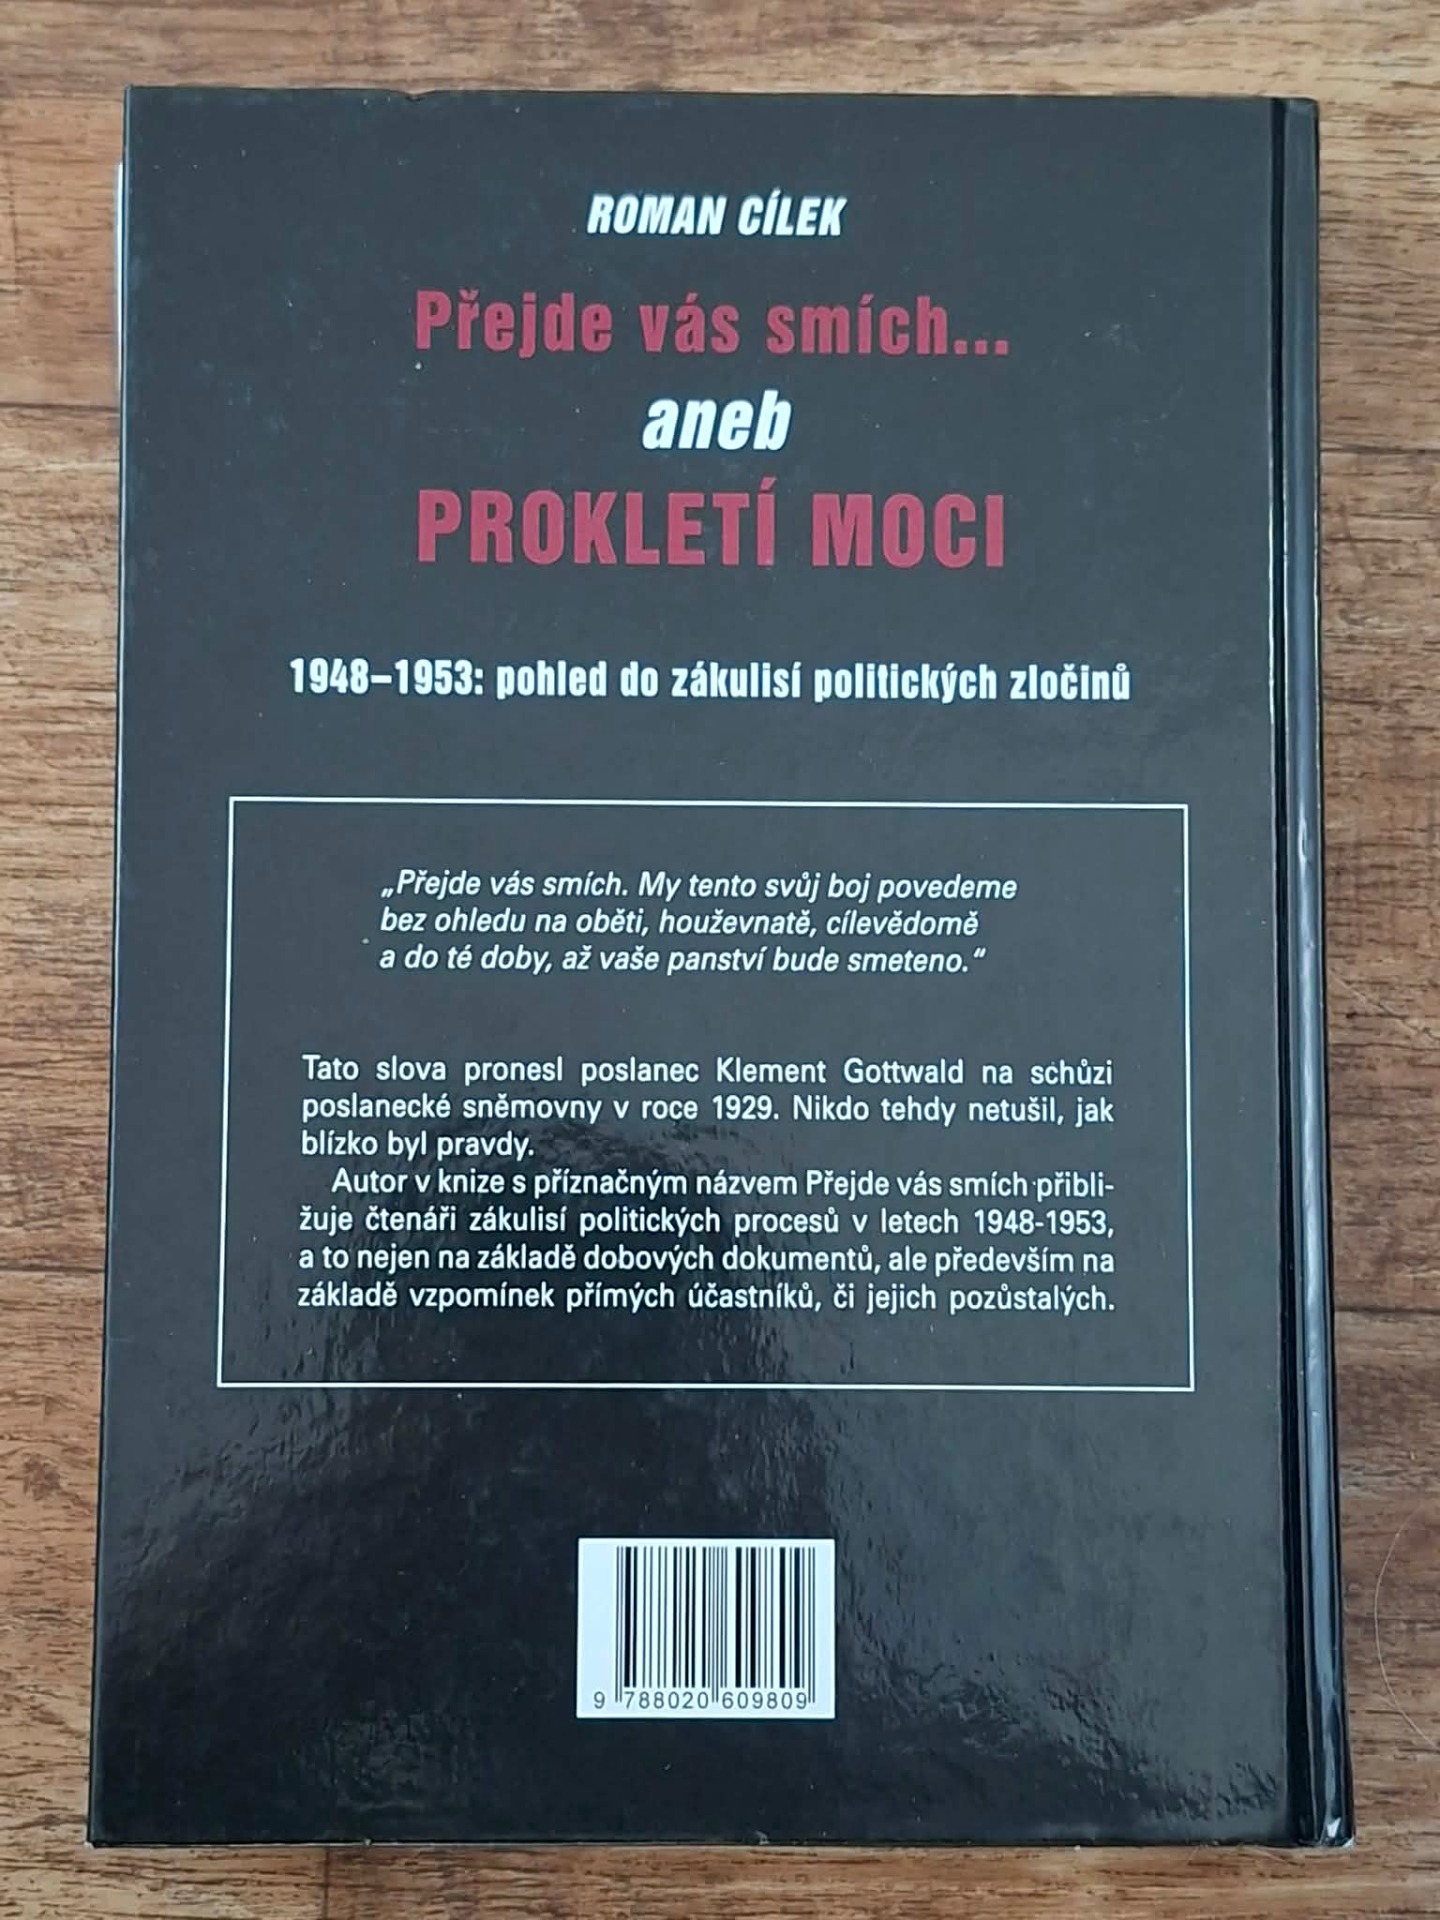 ROMAN CÍLEK
Přejde vás smích...
aneb
PROKLETÍ MOCI
1948–1953: pohled do zákulisí politických zločinů
„Přejde vás smích. My tento svůj boj povedeme
bez ohledu na oběti, houževnatě, cílevědomě
a do té doby, až vaše panství bude smeteno.“
Tato slova pronesl poslanec Klement Gottwald na schůzi
poslanecké sněmovny v roce 1929. Nikdo tehdy netušil, jak
blízko byl pravdy.
Autor v knize s příznačným názvem Přejde vás smích přibli-
žuje čtenáři zákulisí politických procesů v letech 1948-1953,
a to nejen na základě dobových dokumentů, ale především na
základě vzpomínek přímých účastníků, či jejich pozůstalých.
9 788020 609809